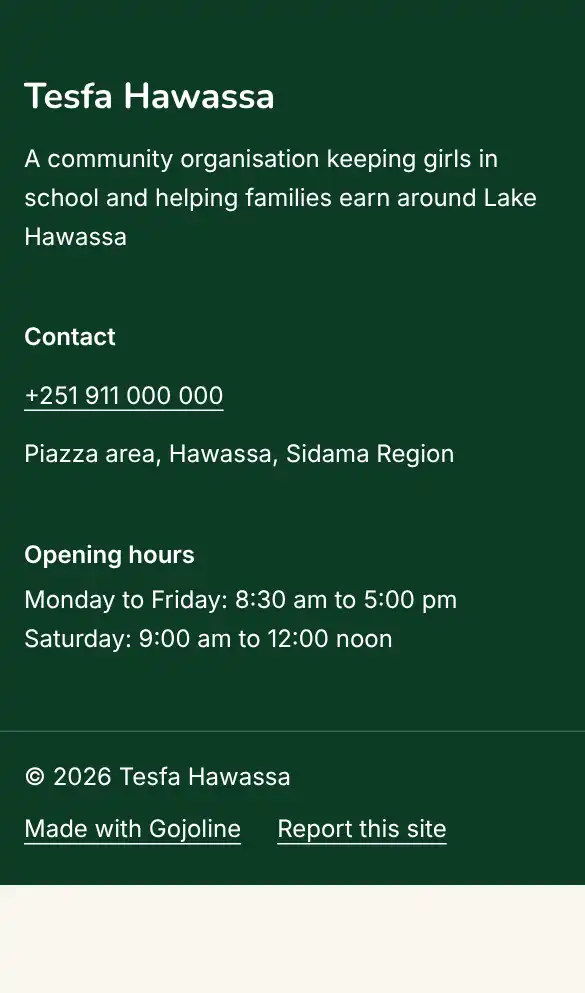 Tesfa Hawassa
A community organisation keeping girls in
school and helping families earn around Lake
Hawassa
Contact
+251 911 000 000
Piazza area, Hawassa, Sidama Region
Opening hours
Monday to Friday: 8:30 am to 5:00 pm
Saturday: 9:00 am to 12:00 noon
© 2026 Tesfa Hawassa
Made with Gojoline Report this site